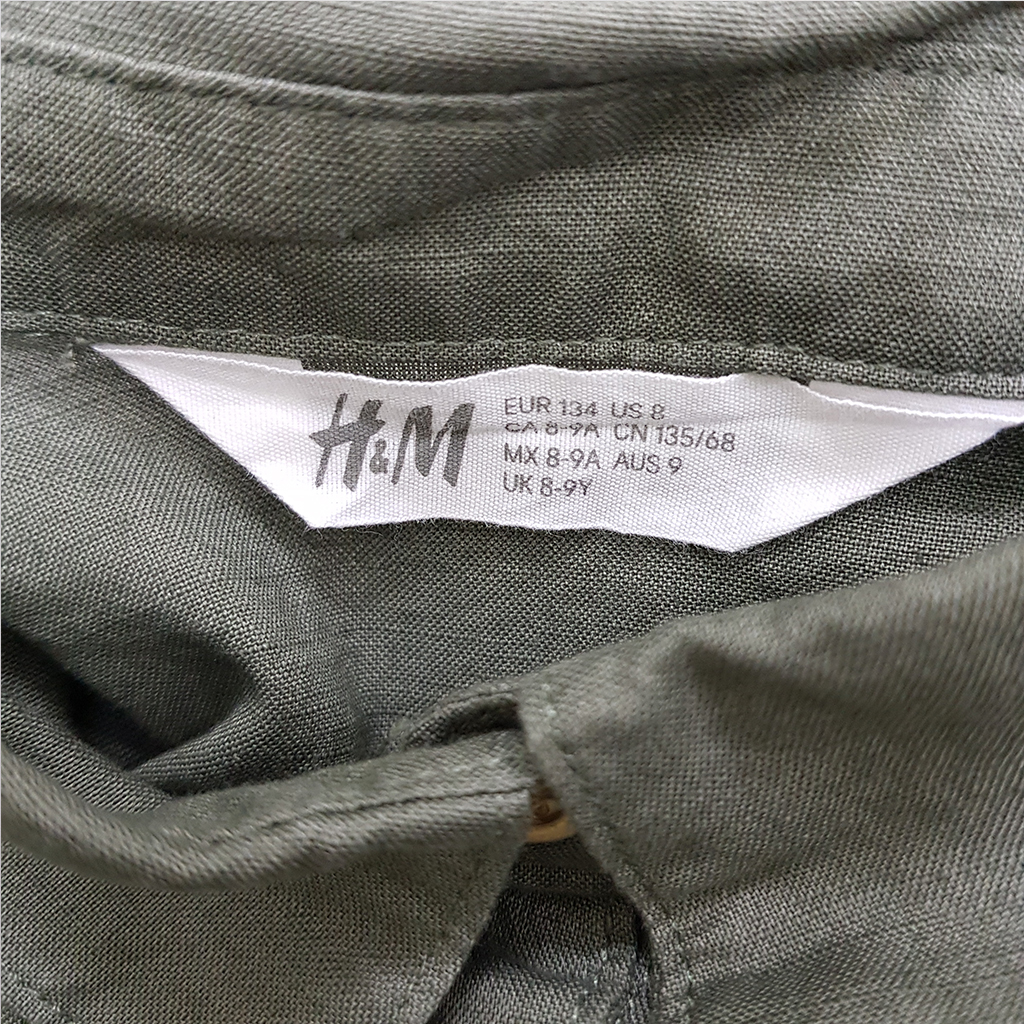 H&M
EUR 134 US 8
CA 8-9A CN 135/68
MX 8-9A AUS 9
UK 8-9Y